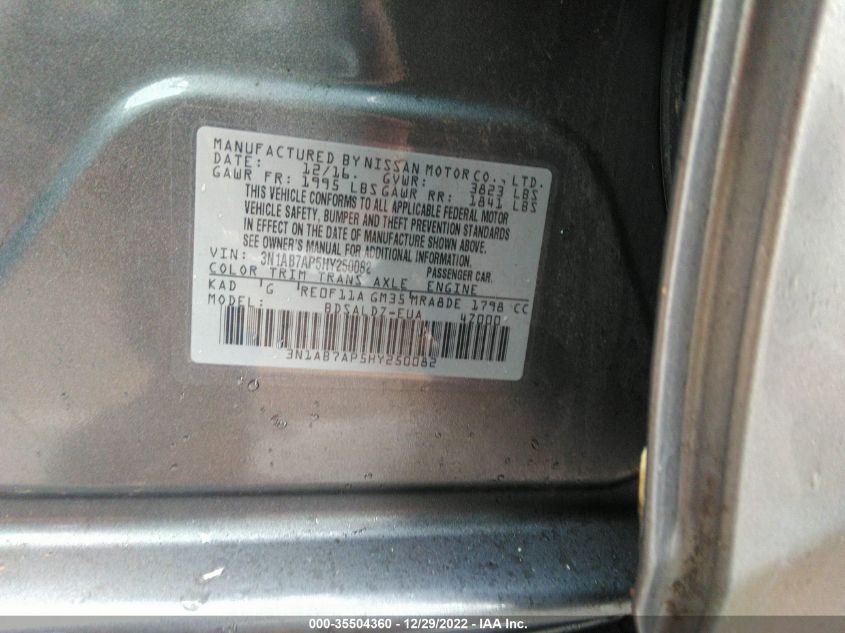 MANUFACTURED BY NISSAN MOTOR CO., LTD.
DATE: 12/16. GVWR: 3823 LBS
GAWR FR: 1995 LBS GAWR RR: 1841 LBS
THIS VEHICLE CONFORMS TO ALL APPLICABLE FEDERAL MOTOR
VEHICLE SAFETY, BUMPER AND THEFT PREVENTION STANDARDS
IN EFFECT ON THE DATE OF MANUFACTURE SHOWN ABOVE.
SEE OWNER'S MANUAL FOR ADDITIONAL INFORMATION.
VIN: 3N1AB7AP5HY250082 PASSENGER CAR.
COLOR TRIM TRANS AXLE ENGINE
KAD G RE0F11A GM35 MRA8DE 1798 CC
MODEL: BDSALDZ-EUA 47000
3N1AB7AP5HY250082
000-35504360 - 12/29/2022 - IAA Inc.